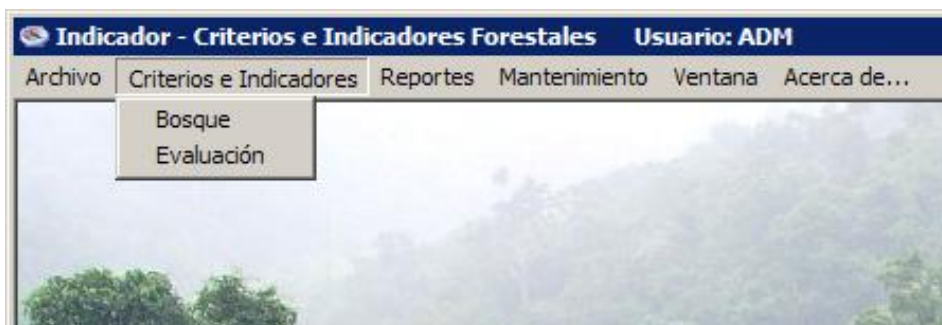 Indicador - Criterios e Indicadores Forestales Usuario: ADM
Archivo Criterios e Indicadores Reportes Mantenimiento Ventana Acerca de...
Bosque
Evaluación